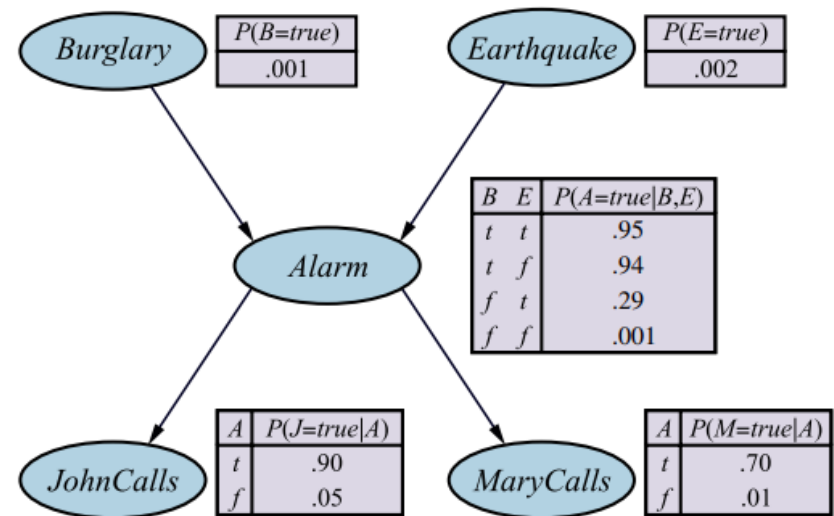 Burglary
P(B=true)
.001
Earthquake
P(E=true)
.002
Alarm
B E P(A=true|B,E)
t t .95
t f .94
f t .29
f f .001
JohnCalls
A P(J=true|A)
t .90
f .05
MaryCalls
A P(M=true|A)
t .70
f .01